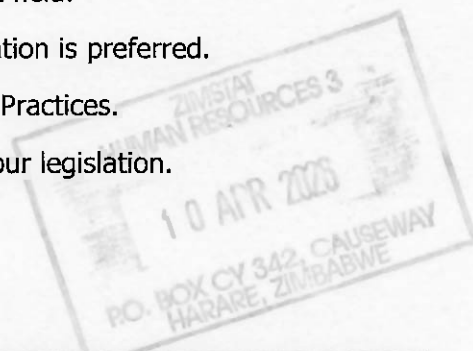 field.
ation is preferred.
Practices.
our legislation.
ZIMSTAT
HUMAN RESOURCES 3
10 APR 2026
P.O. BOX CY 342, CAUSEWAY
HARARE, ZIMBABWE